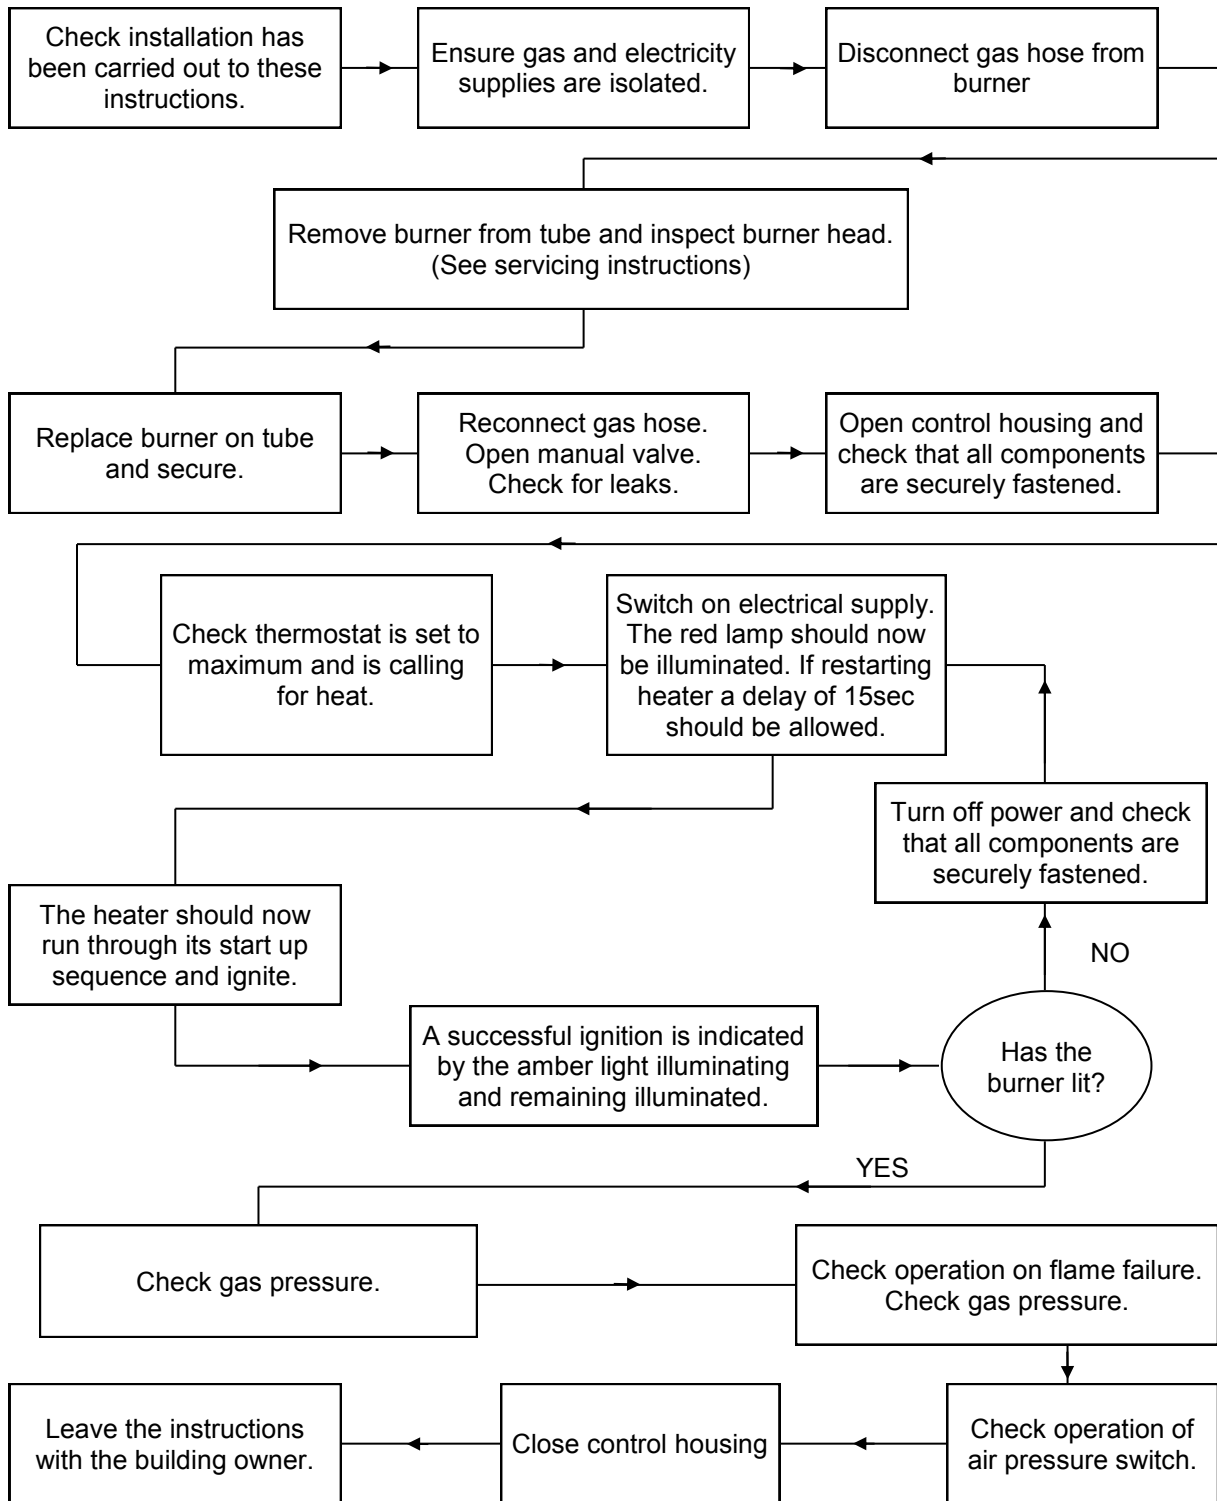 Check installation has
been carried out to these
instructions.
Ensure gas and electricity
supplies are isolated.
Disconnect gas hose from
burner
Remove burner from tube and inspect burner head.
(See servicing instructions)
Replace burner on tube
and secure.
Reconnect gas hose.
Open manual valve.
Check for leaks.
Open control housing and
check that all components
are securely fastened.
Check thermostat is set to
maximum and is calling
for heat.
Switch on electrical supply.
The red lamp should now
be illuminated. If restarting
heater a delay of 15sec
should be allowed.
Turn off power and check
that all components are
securely fastened.
The heater should now
run through its start up
sequence and ignite.
NO
A successful ignition is indicated
by the amber light illuminating
and remaining illuminated.
Has the
burner lit?
YES
Check gas pressure.
Check operation on flame failure.
Check gas pressure.
Leave the instructions
with the building owner.
Close control housing
Check operation of
air pressure switch.